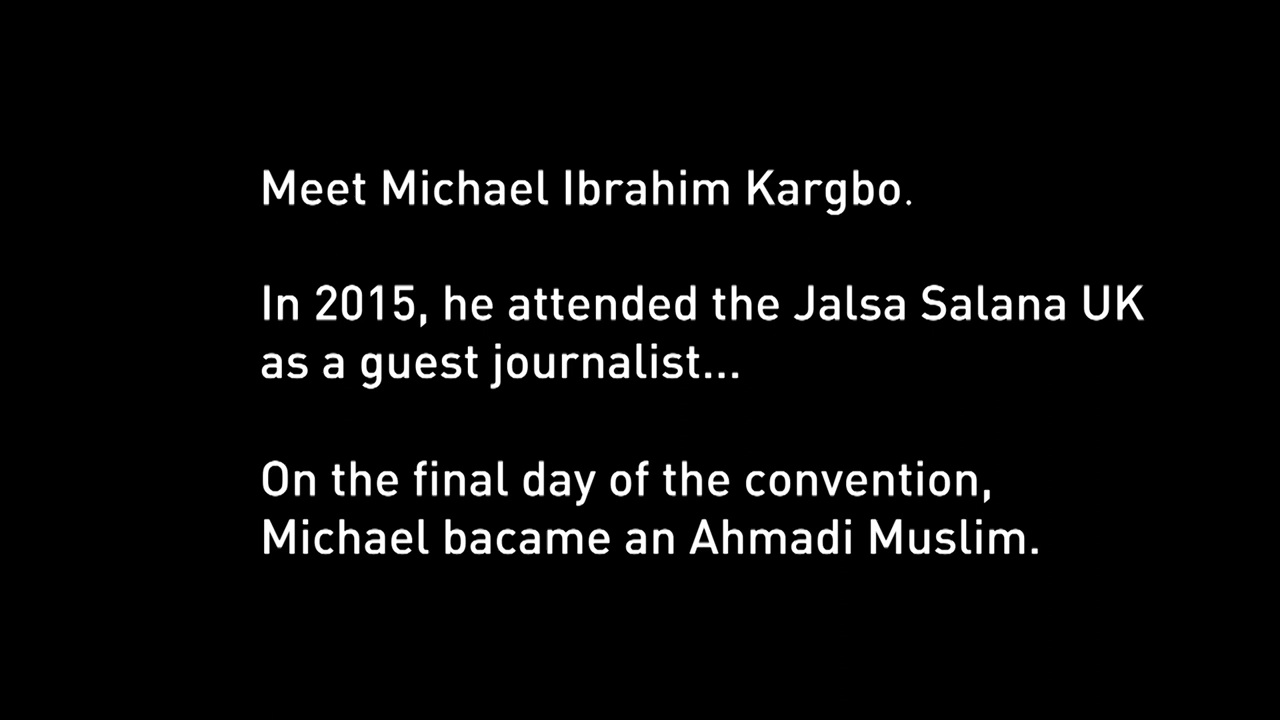 Meet Michael Ibrahim Kargbo.
In 2015, he attended the Jalsa Salana UK
as a guest journalist...
On the final day of the convention,
Michael bacame an Ahmadi Muslim.